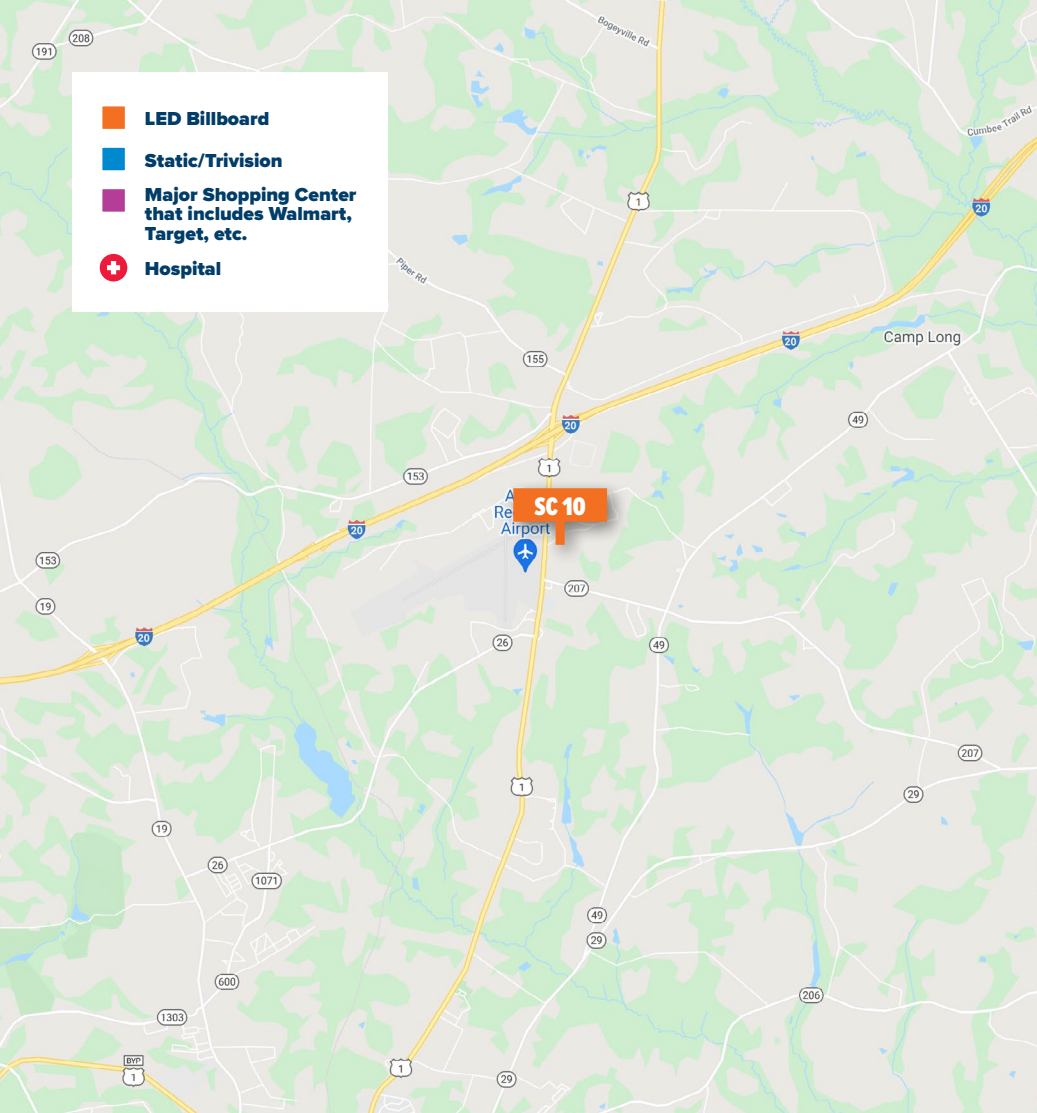 Bogeyville Rd
208
191
LED Billboard
Static/Trivision
Major Shopping Center
that includes Walmart,
Target, etc.
Hospital
Cumbee Trail Rd
1
20
Piper Rd
20
Camp Long
155
49
20
1
153
A
SC 10
Re
Airport
20
153
207
19
20
26
49
207
1
29
19
26
1071
49
29
600
206
1303
BYP
1
1
29